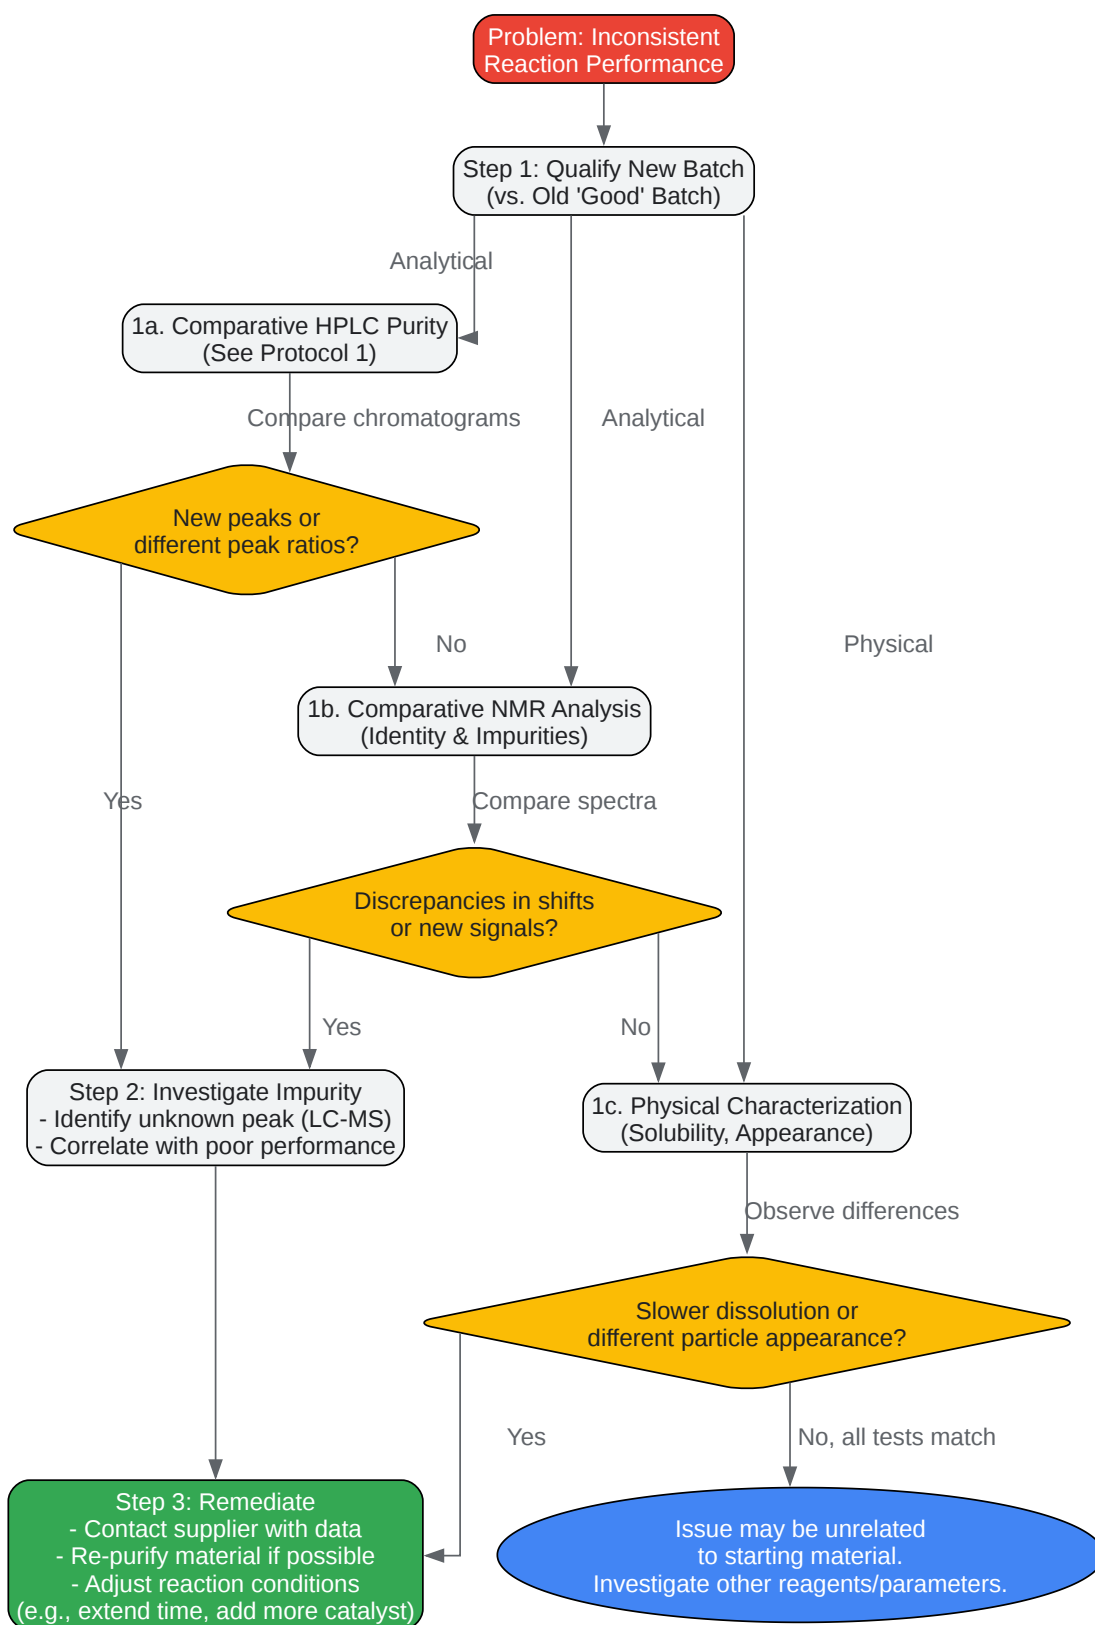 Problem: Inconsistent
Reaction Performance
Step 1: Qualify New Batch
(vs. Old 'Good' Batch)
Analytical
1a. Comparative HPLC Purity
(See Protocol 1)
Compare chromatograms
Analytical
New peaks or
different peak ratios?
No
Physical
1b. Comparative NMR Analysis
(Identity & Impurities)
Yes
Compare spectra
Discrepancies in shifts
or new signals?
Yes
No
Step 2: Investigate Impurity
- Identify unknown peak (LC-MS)
- Correlate with poor performance
1c. Physical Characterization
(Solubility, Appearance)
Observe differences
Slower dissolution or
different particle appearance?
Yes
No, all tests match
Step 3: Remediate
- Contact supplier with data
- Re-purify material if possible
- Adjust reaction conditions
(e.g., extend time, add more catalyst)
Issue may be unrelated
to starting material.
Investigate other reagents/parameters.